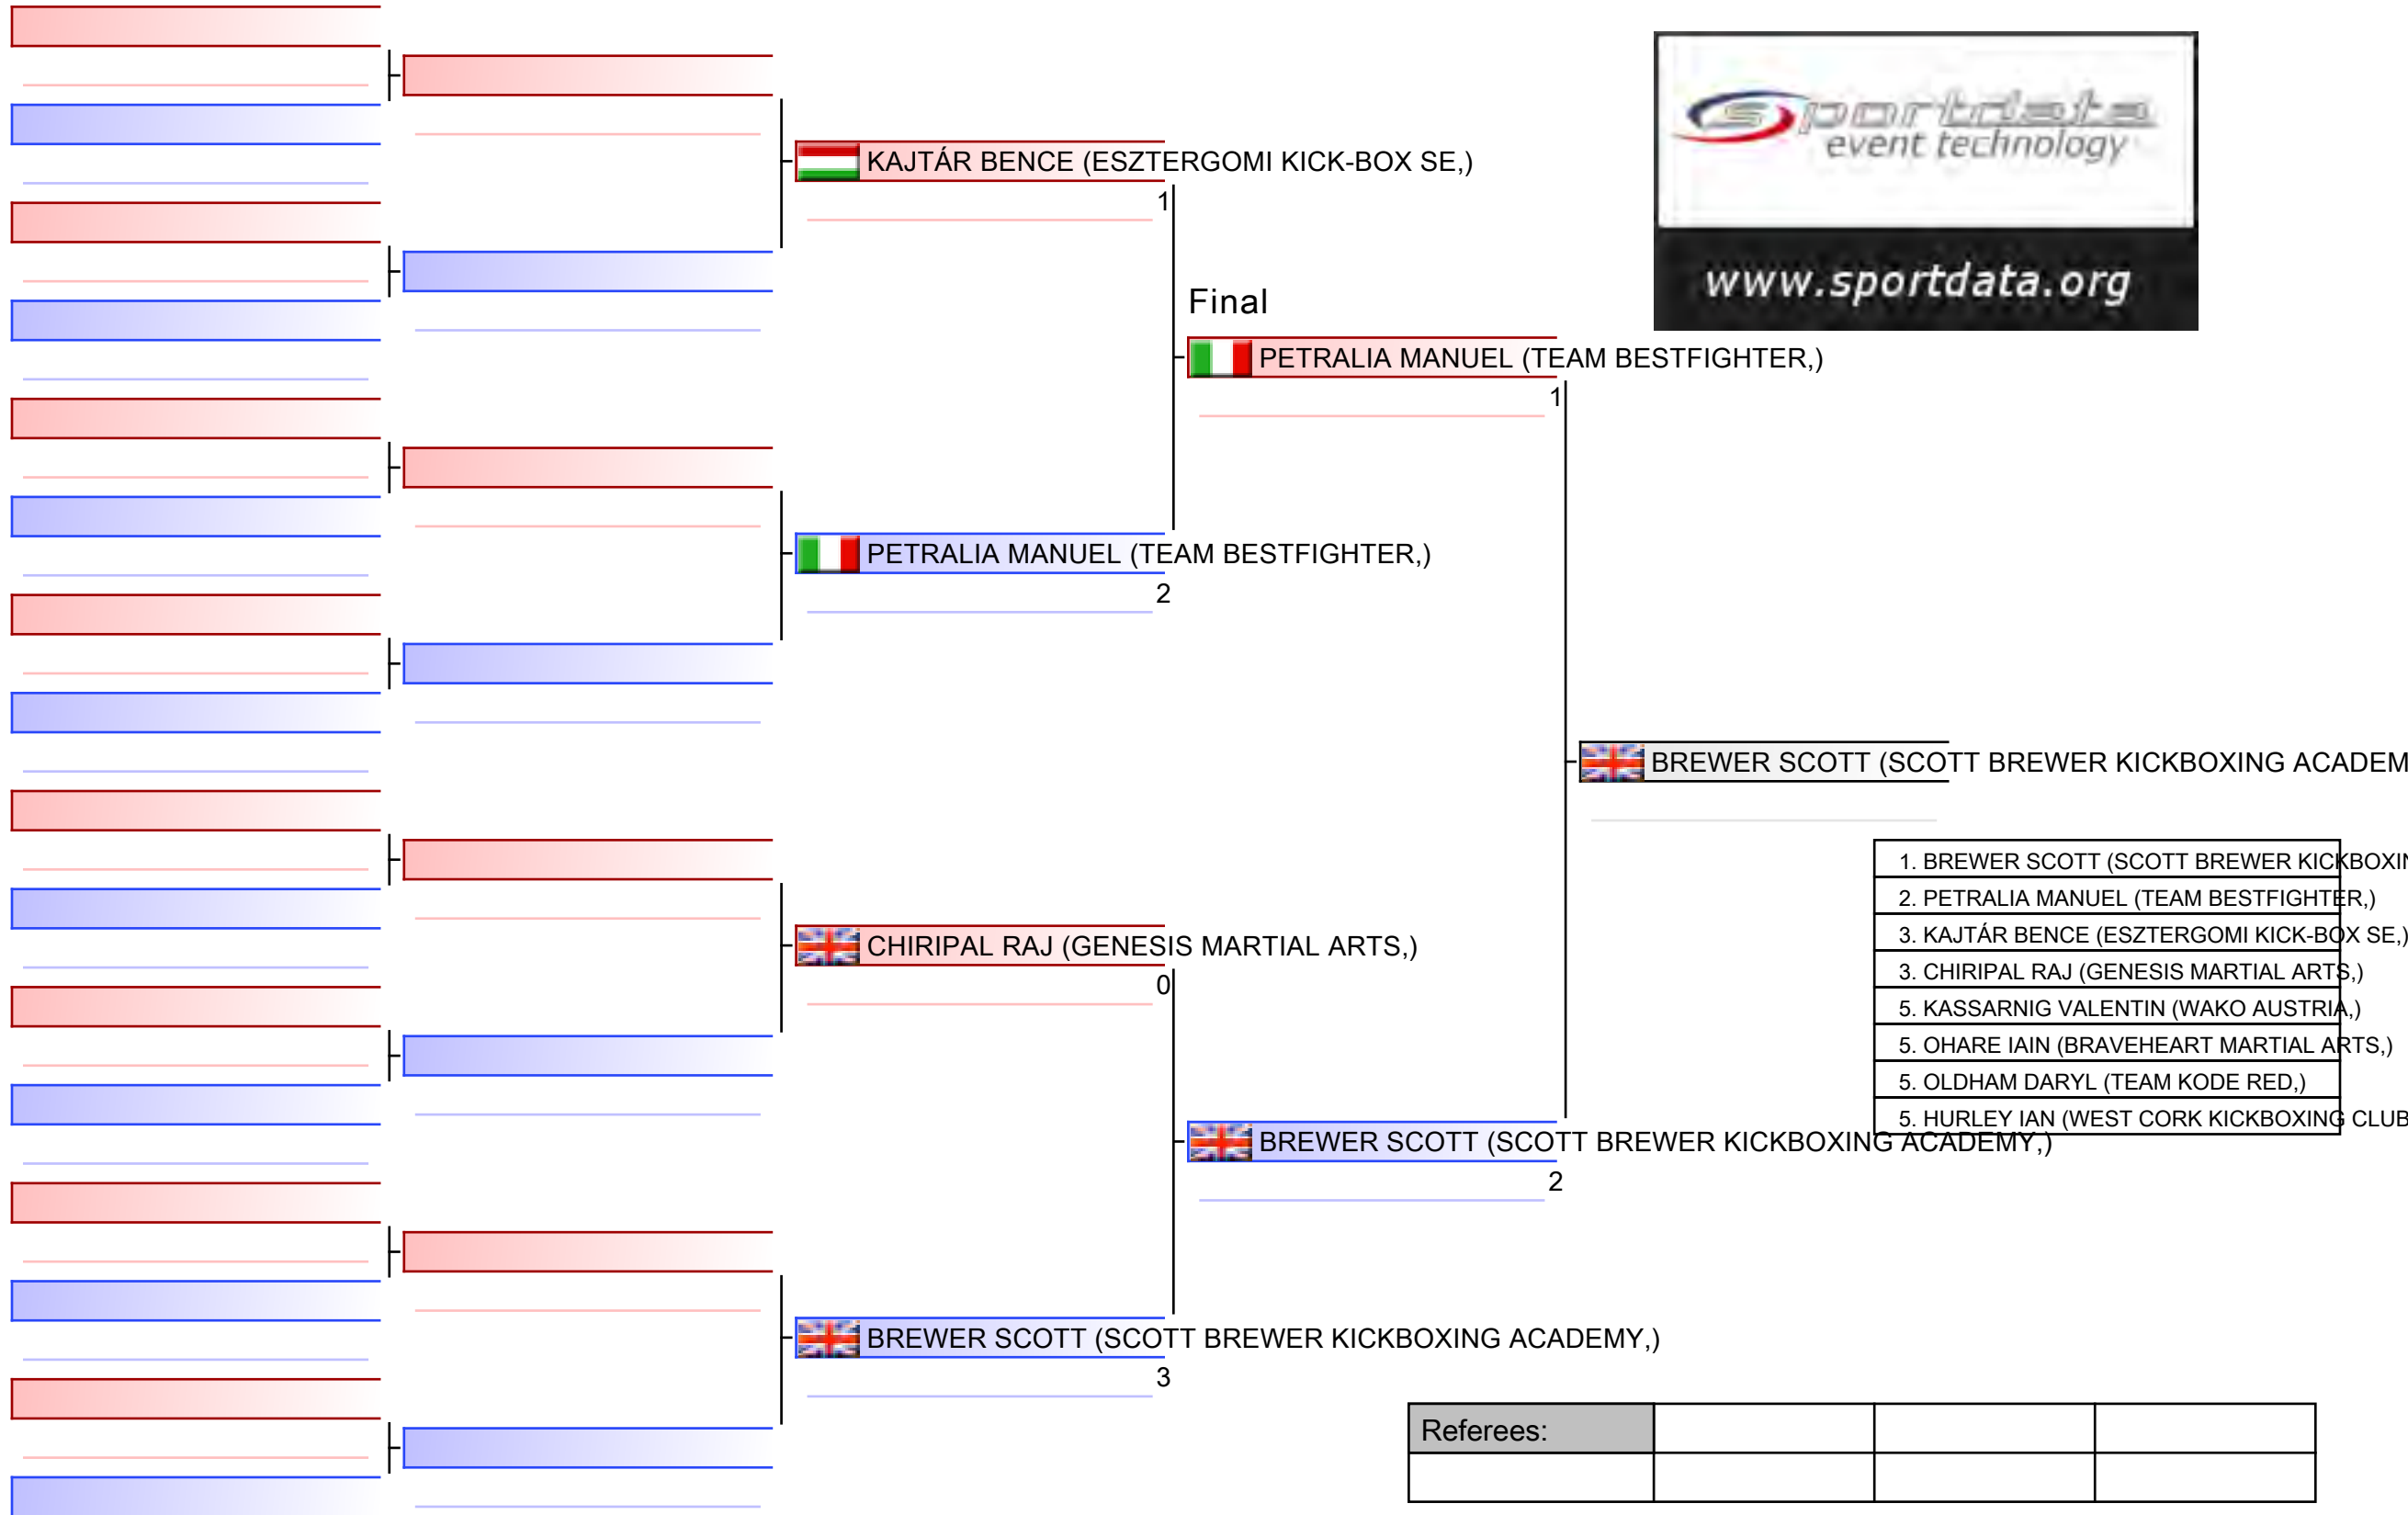 sportdata
event technology
www.sportdata.org
KAJTÁR BENCE (ESZTERGOMI KICK-BOX SE,)
1
Final
PETRALIA MANUEL (TEAM BESTFIGHTER,)
1
PETRALIA MANUEL (TEAM BESTFIGHTER,)
2
BREWER SCOTT (SCOTT BREWER KICKBOXING ACADEM
1. BREWER SCOTT (SCOTT BREWER KICKBOXIN
2. PETRALIA MANUEL (TEAM BESTFIGHTER,)
3. KAJTÁR BENCE (ESZTERGOMI KICK-BOX SE,)
3. CHIRIPAL RAJ (GENESIS MARTIAL ARTS,)
5. KASSARNIG VALENTIN (WAKO AUSTRIA,)
5. OHARE IAIN (BRAVEHEART MARTIAL ARTS,)
5. OLDHAM DARYL (TEAM KODE RED,)
5. HURLEY IAN (WEST CORK KICKBOXING CLUB
CHIRIPAL RAJ (GENESIS MARTIAL ARTS,)
0
BREWER SCOTT (SCOTT BREWER KICKBOXING ACADEMY,)
2
BREWER SCOTT (SCOTT BREWER KICKBOXING ACADEMY,)
3
Referees: